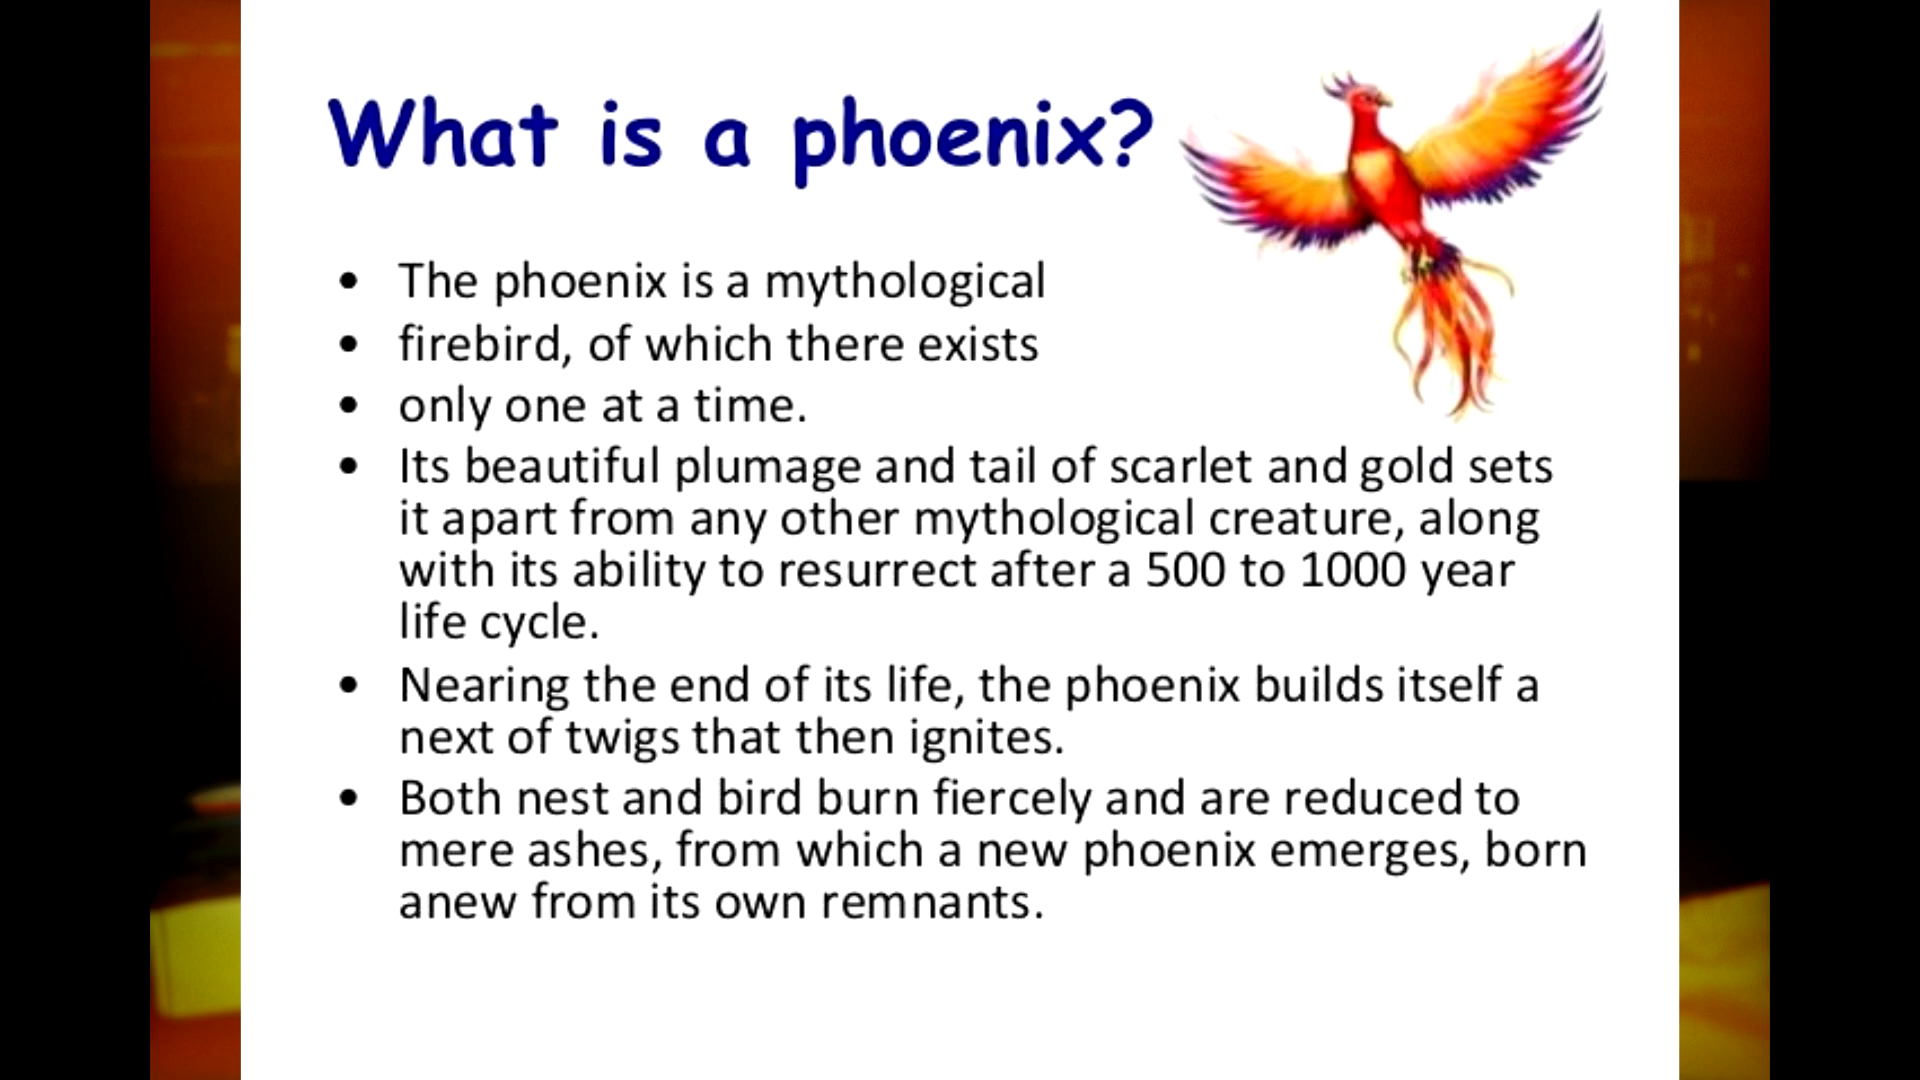 What is a phoenix?
• The phoenix is a mythological
• firebird, of which there exists
• only one at a time.
• Its beautiful plumage and tail of scarlet and gold sets
it apart from any other mythological creature, along
with its ability to resurrect after a 500 to 1000 year
life cycle.
• Nearing the end of its life, the phoenix builds itself a
next of twigs that then ignites.
• Both nest and bird burn fiercely and are reduced to
mere ashes, from which a new phoenix emerges, born
anew from its own remnants.